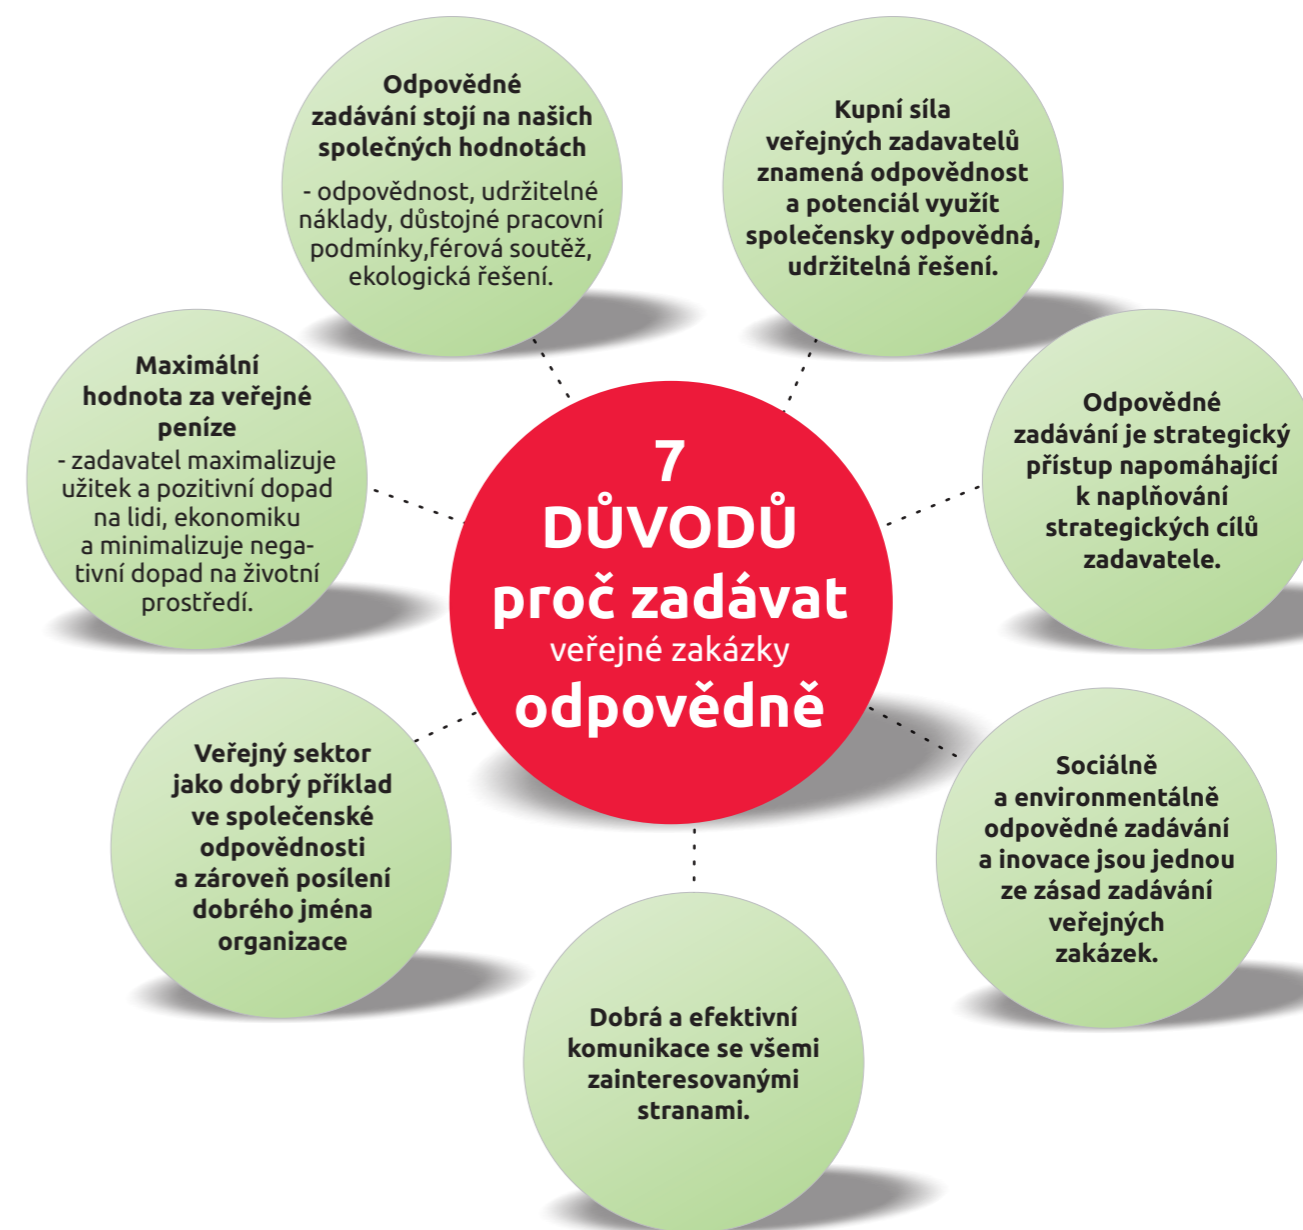 Odpovědné
zadávání stojí na našich
společných hodnotách
- odpovědnost, udržitelné
náklady, důstojné pracovní
podmínky,férová soutěž,
ekologická řešení.
Kupní síla
veřejných zadavatelů
znamená odpovědnost
a potenciál využít
společensky odpovědná,
udržitelná řešení.
Maximální
hodnota za veřejné
peníze
- zadavatel maximalizuje
užitek a pozitivní dopad
na lidi, ekonomiku
a minimalizuje nega-
tivní dopad na životní
prostředí.
7
DŮVODŮ
proč zadávat
veřejné zakázky
odpovědně
Odpovědné
zadávání je strategický
přístup napomáhající
k naplňování
strategických cílů
zadavatele.
Veřejný sektor
jako dobrý příklad
ve společenské
odpovědnosti
a zároveň posílení
dobrého jména
organizace
Sociálně
a environmentálně
odpovědné zadávání
a inovace jsou jednou
ze zásad zadávání
veřejných
zakázek.
Dobrá a efektivní
komunikace se všemi
zainteresovanými
stranami.